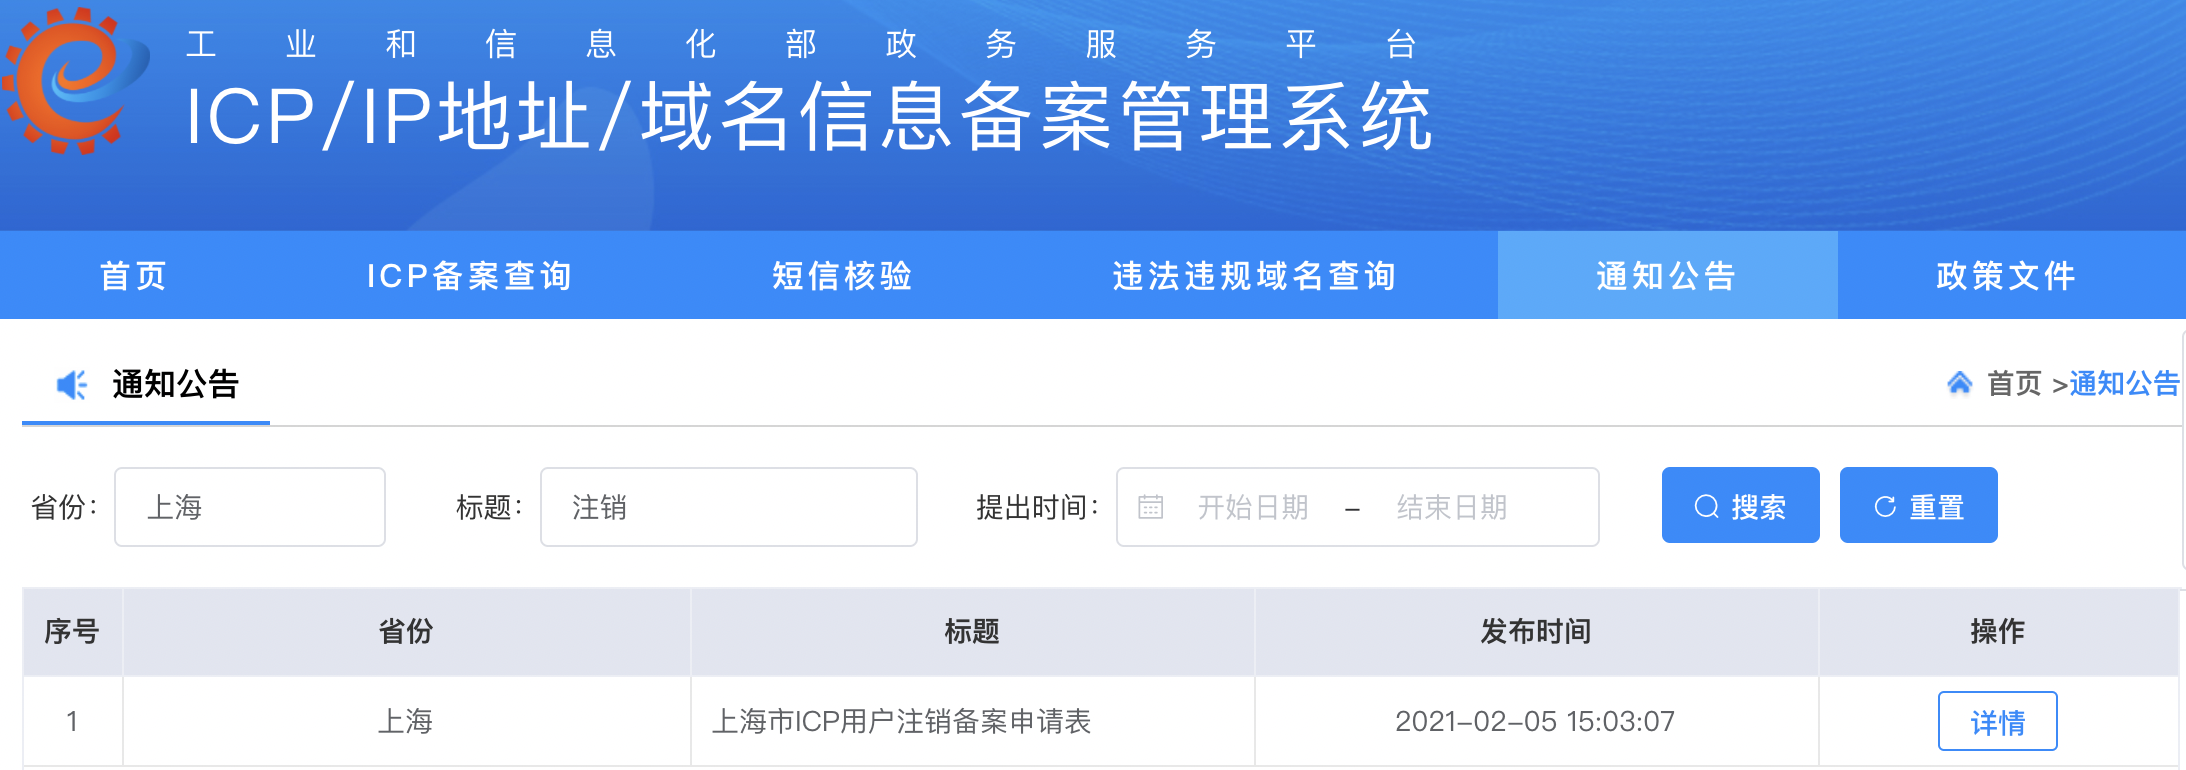 工业和信息化部政务服务平台
ICP/IP地址/域名信息备案管理系统
首页 ICP备案查询 短信核验 违法违规域名查询 通知公告 政策文件
通知公告 首页 >通知公告
省份: 上海 标题: 注销 提出时间: 开始日期 – 结束日期 搜索 重置
序号 省份 标题 发布时间 操作
1 上海 上海市ICP用户注销备案申请表 2021-02-05 15:03:07 详情